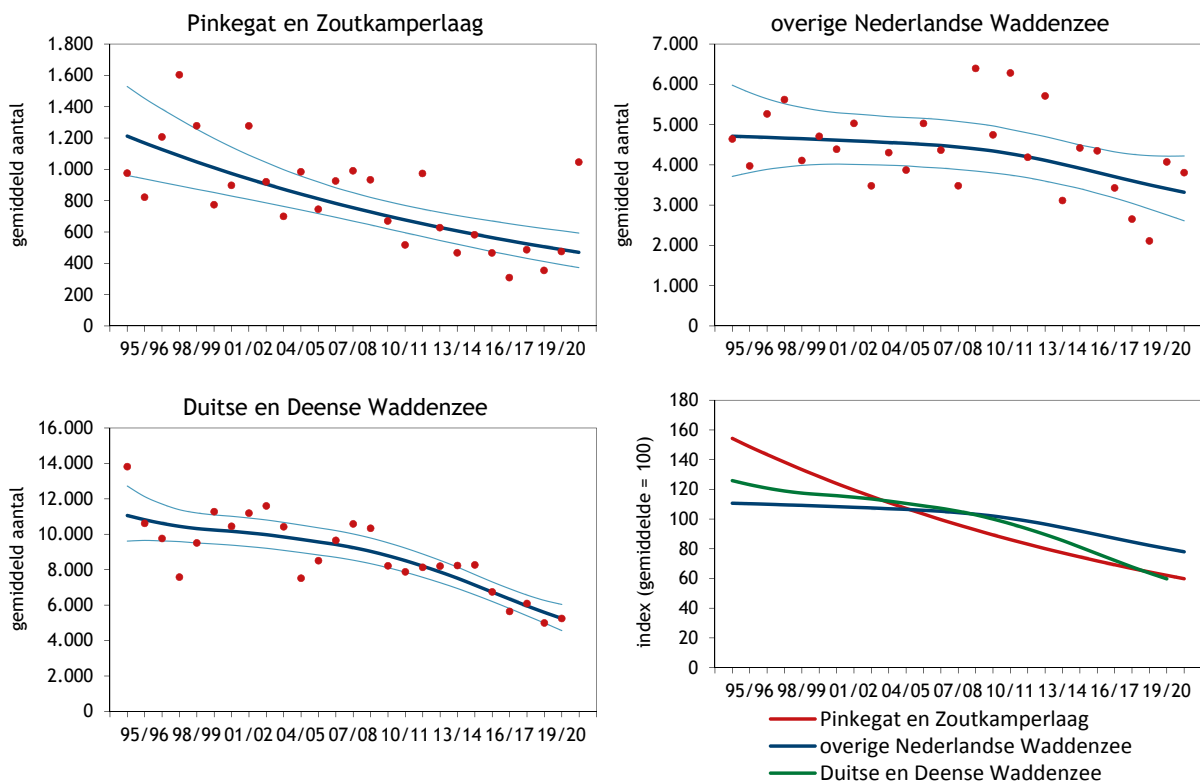 Pinkegat en Zoutkamperlaag
gemiddeld aantal
1.800
1.600
1.400
1.200
1.000
800
600
400
200
0
95/96 98/99 01/02 04/05 07/08 10/11 13/14 16/17 19/20
overige Nederlandse Waddenzee
gemiddeld aantal
7.000
6.000
5.000
4.000
3.000
2.000
1.000
0
95/96 98/99 01/02 04/05 07/08 10/11 13/14 16/17 19/20
Duitse en Deense Waddenzee
gemiddeld aantal
16.000
14.000
12.000
10.000
8.000
6.000
4.000
2.000
0
95/96 98/99 01/02 04/05 07/08 10/11 13/14 16/17 19/20
index (gemiddelde = 100)
180
160
140
120
100
80
60
40
20
0
95/96 98/99 01/02 04/05 07/08 10/11 13/14 16/17 19/20
Pinkegat en Zoutkamperlaag
overige Nederlandse Waddenzee
Duitse en Deense Waddenzee